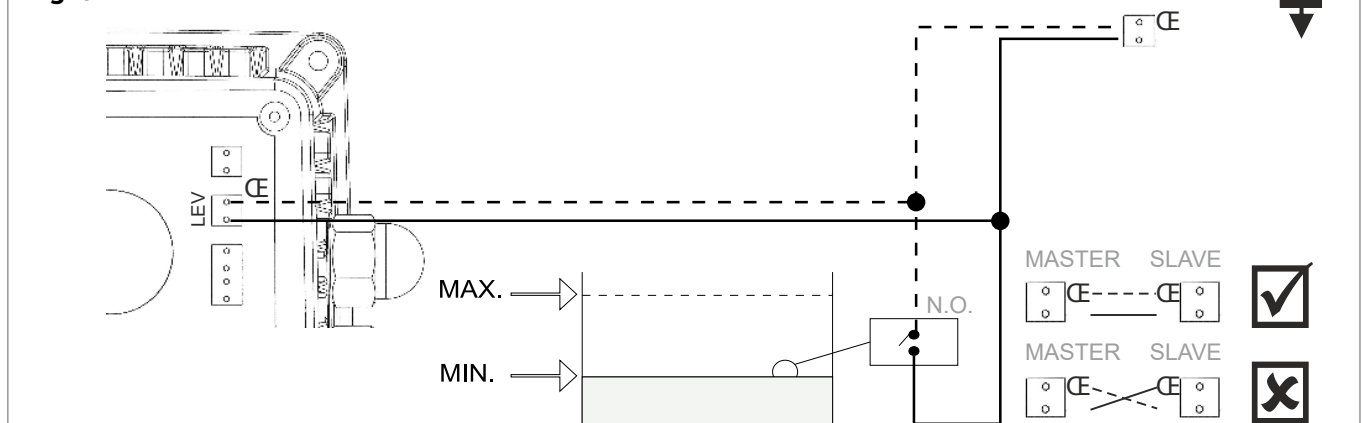 Œ
LEV
Œ
MAX.
MIN.
N.O.
MASTER SLAVE
Œ Œ
MASTER SLAVE
Œ Œ